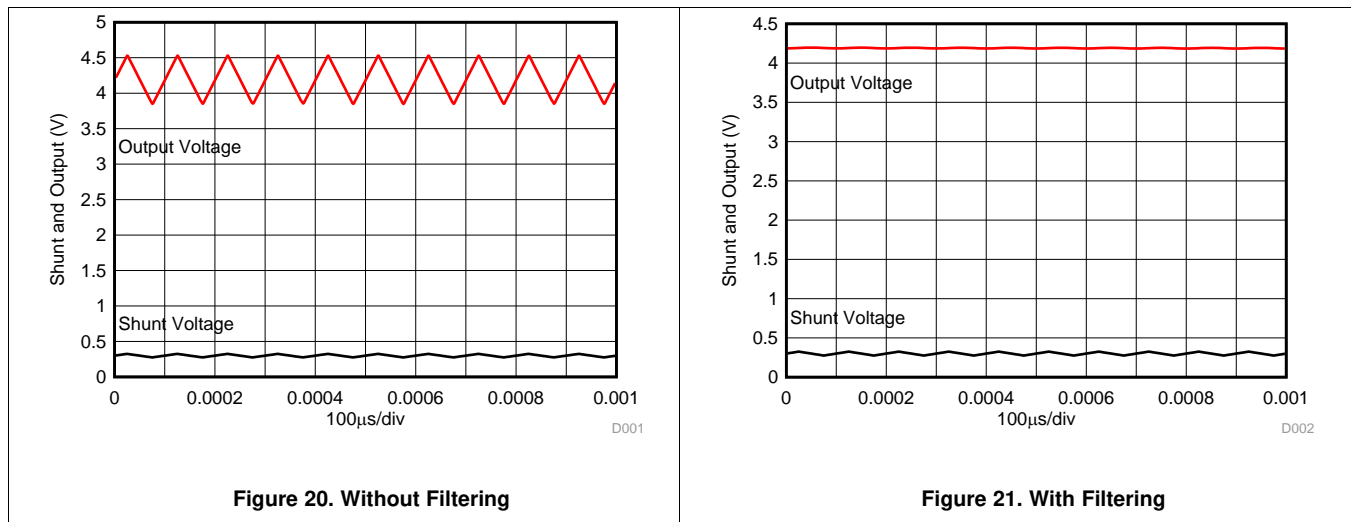 Shunt and Output (V)
5
4.5
4
3.5
3
2.5
2
1.5
1
0.5
0
Output Voltage
Shunt Voltage
0 0.0002 0.0004 0.0006 0.0008 0.001
100μs/div
D001
Figure 20. Without Filtering
Shunt and Output (V)
4.5
4
3.5
3
2.5
2
1.5
1
0.5
0
Output Voltage
Shunt Voltage
0 0.0002 0.0004 0.0006 0.0008 0.001
100μs/div
D002
Figure 21. With Filtering